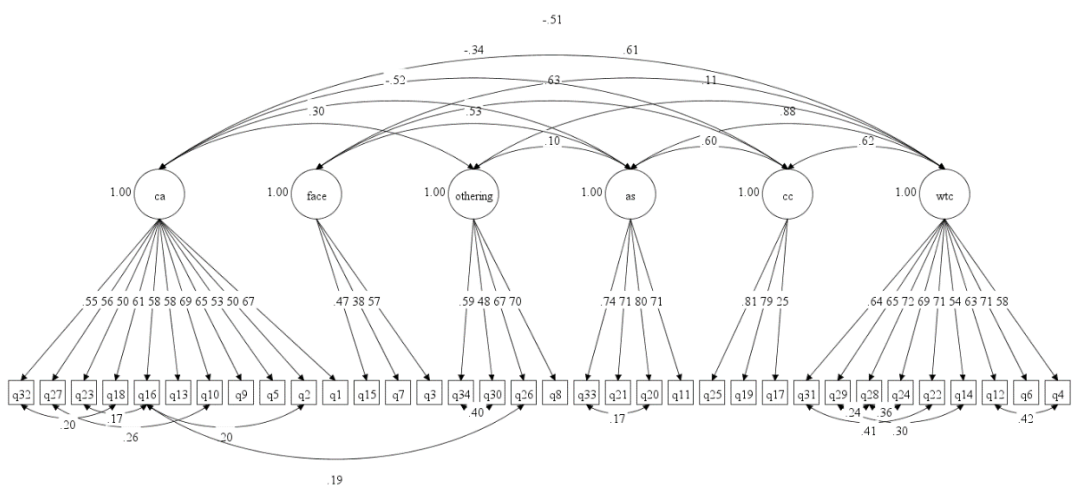 -.51
-.34 .61
-.52 .63 .11
.30 .53 .88
.10 .60 .62
1.00 ca 1.00 face 1.00 othering 1.00 as 1.00 cc 1.00 wtc
.55 56 50 61 58 58 69 65 53 50 67 .47 38 57 .59 48 67 70 .74 71 80 71 .81 79 25 .64 65 72 69 71 54 63 71 58
q32 q27 q23 q18 q16 q13 q10 q9 q5 q2 q1 q15 q7 q3 q34 q30 q26 q8 q33 q21 q20 q11 q25 q19 q17 q31 q29 q28 q24 q22 q14 q12 q6 q4
.40 .24 .36
.20 .17 .17 .42
.26 .20 .41 .30
.19